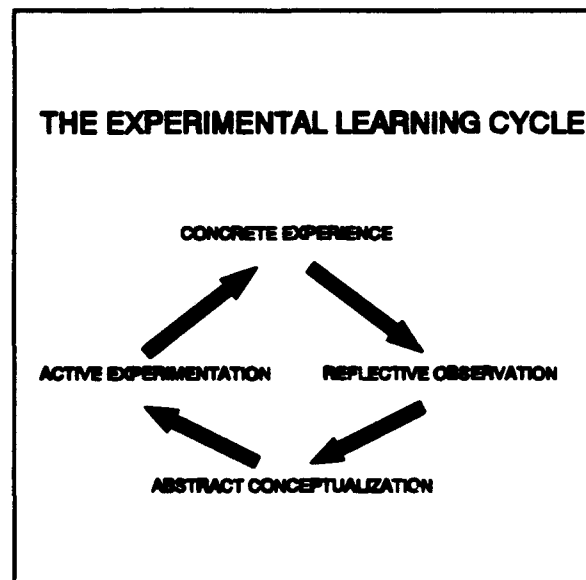 THE EXPERIMENTAL LEARNING CYCLE
CONCRETE EXPERIENCE
ACTIVE EXPERIMENTATION
REFLECTIVE OBSERVATION
ABSTRACT CONCEPTUALIZATION